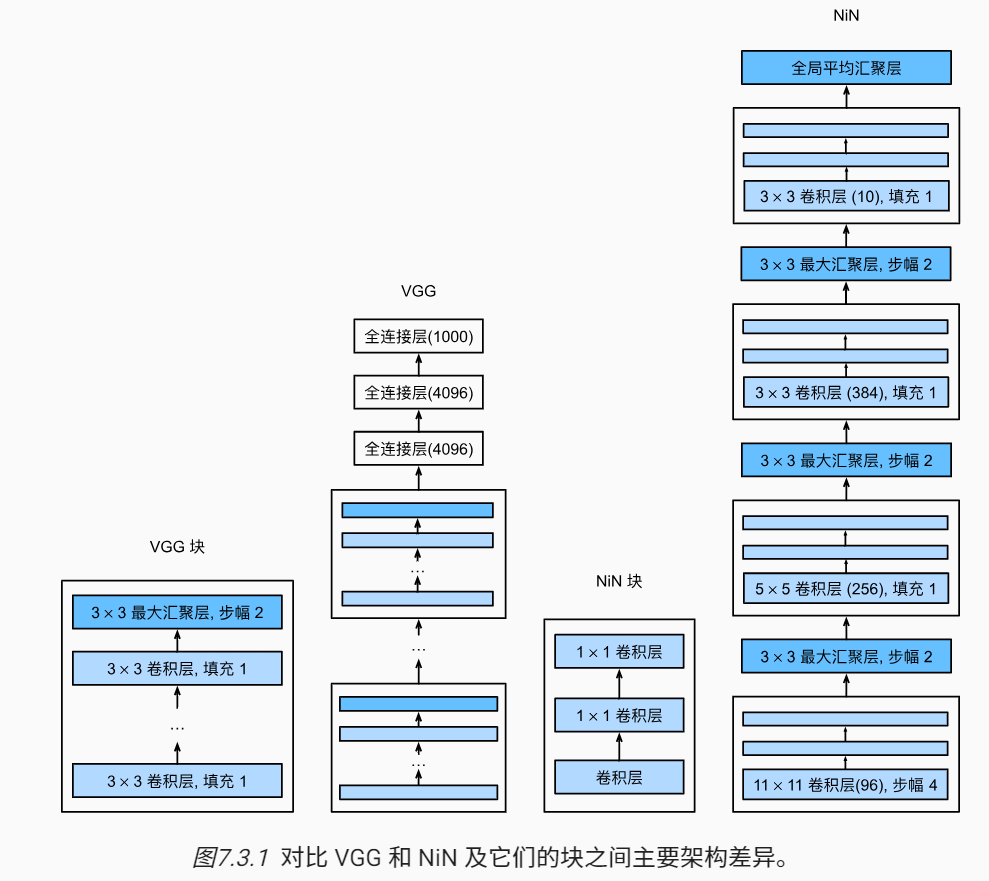 VGG 块
3 × 3 最大汇聚层, 步幅 2
3 × 3 卷积层, 填充 1
...
3 × 3 卷积层, 填充 1
VGG
全连接层(1000)
全连接层(4096)
全连接层(4096)
...
...
...
NiN 块
1 × 1 卷积层
1 × 1 卷积层
卷积层
NiN
全局平均汇聚层
3 × 3 卷积层 (10), 填充 1
3 × 3 最大汇聚层, 步幅 2
3 × 3 卷积层 (384), 填充 1
3 × 3 最大汇聚层, 步幅 2
5 × 5 卷积层 (256), 填充 1
3 × 3 最大汇聚层, 步幅 2
11 × 11 卷积层(96), 步幅 4
图7.3.1 对比 VGG 和 NiN 及它们的块之间主要架构差异。